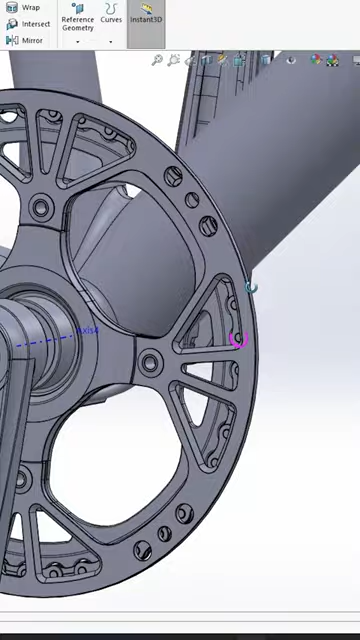 Wrap
Intersect
Mirror
Reference
Geometry
Curves
Instant3D
Axis4